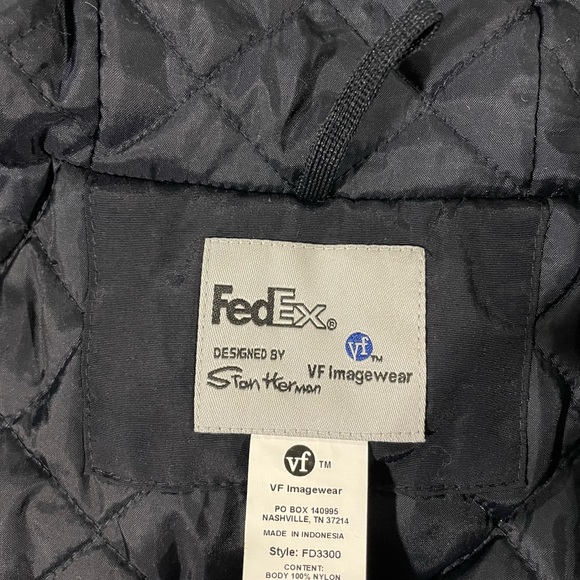 FedEx®
vf™
DESIGNED BY
Stan Herman
VF Imagewear
vf TM
VF Imagewear
PO BOX 140995
NASHVILLE, TN 37214
MADE IN INDONESIA
Style: FD3300
CONTENT:
BODY 100% NYLON